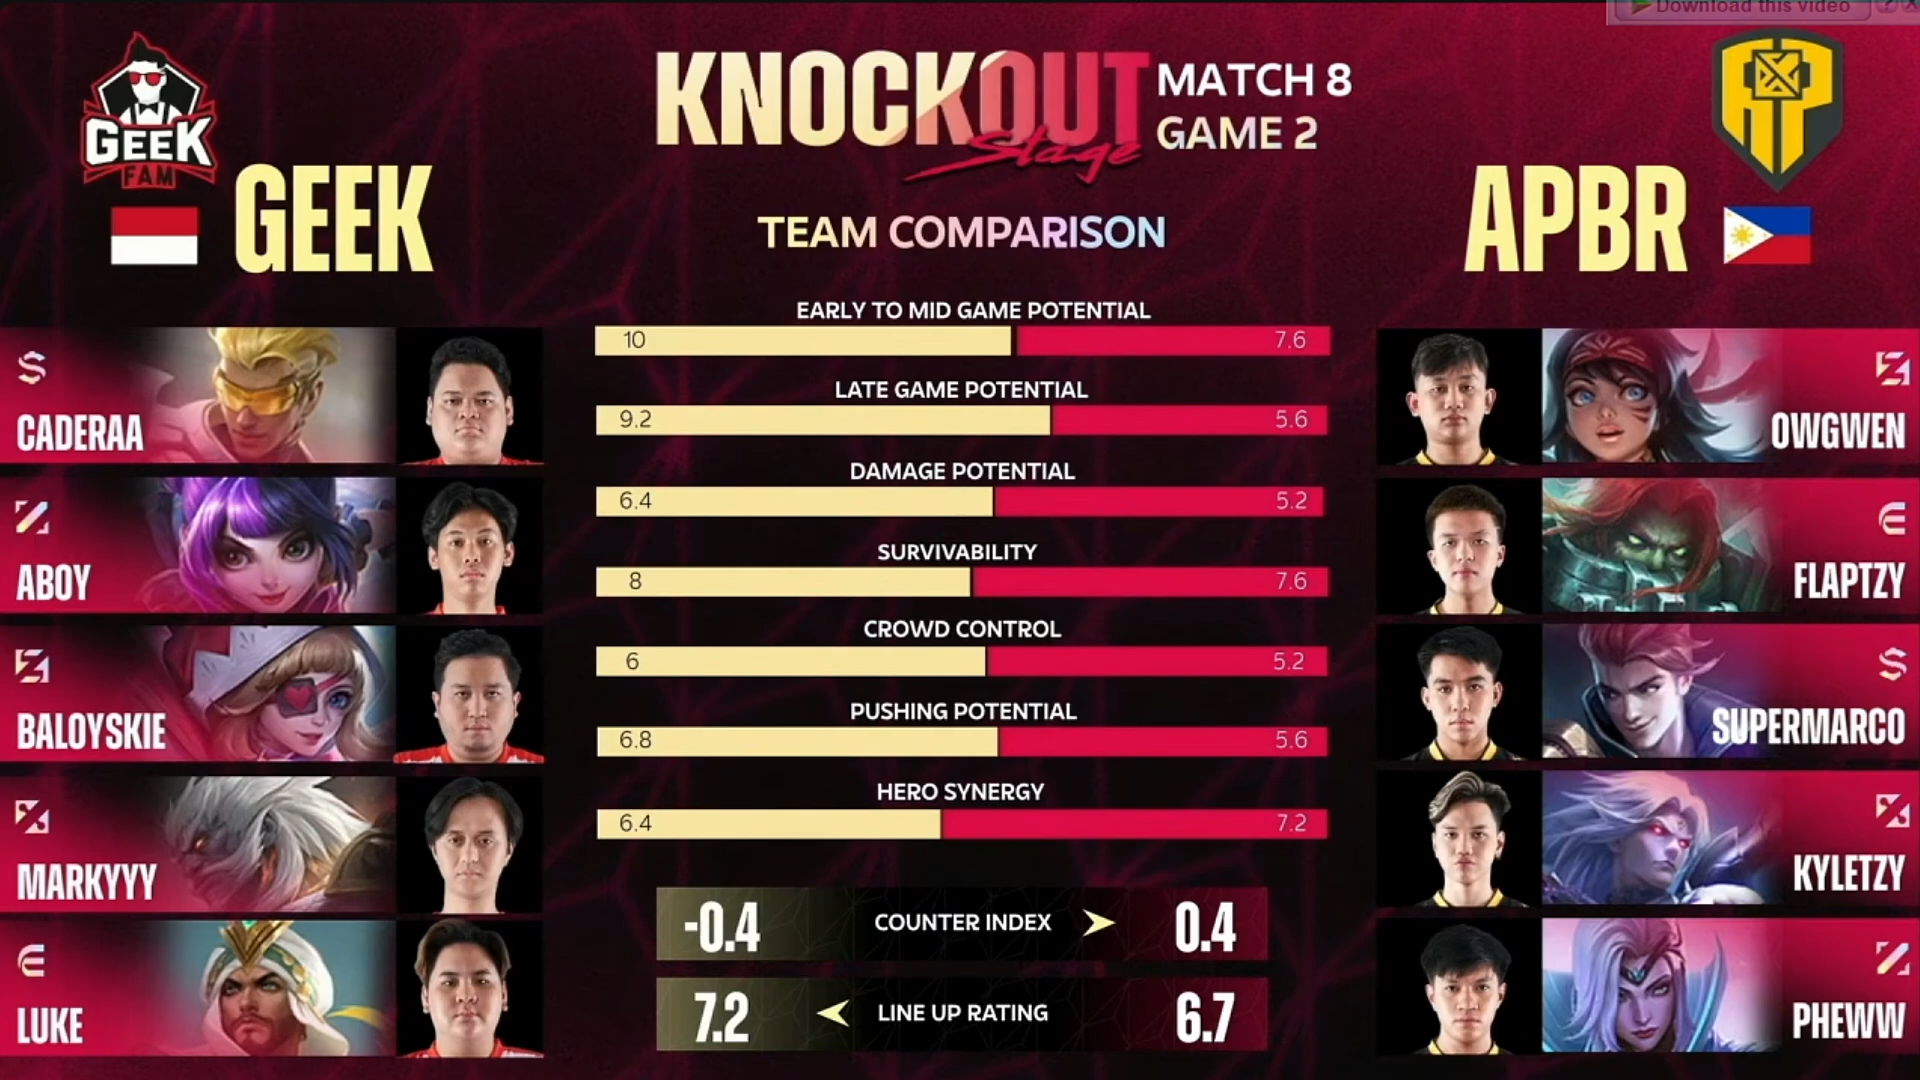 Download this video
GEEK
FAM
GEEK
KNOCKOUT
Stage
MATCH 8
GAME 2
AP
APBR
TEAM COMPARISON
EARLY TO MID GAME POTENTIAL
10 7.6
LATE GAME POTENTIAL
9.2 5.6
DAMAGE POTENTIAL
6.4 5.2
SURVIVABILITY
8 7.6
CROWD CONTROL
6 5.2
PUSHING POTENTIAL
6.8 5.6
HERO SYNERGY
6.4 7.2
-0.4 COUNTER INDEX 0.4
7.2 LINE UP RATING 6.7
CADERAA
ABOY
BALOYSKIE
MARKYYY
LUKE
OWGWEN
FLAPTZY
SUPERMARCO
KYLETZY
PHEWW